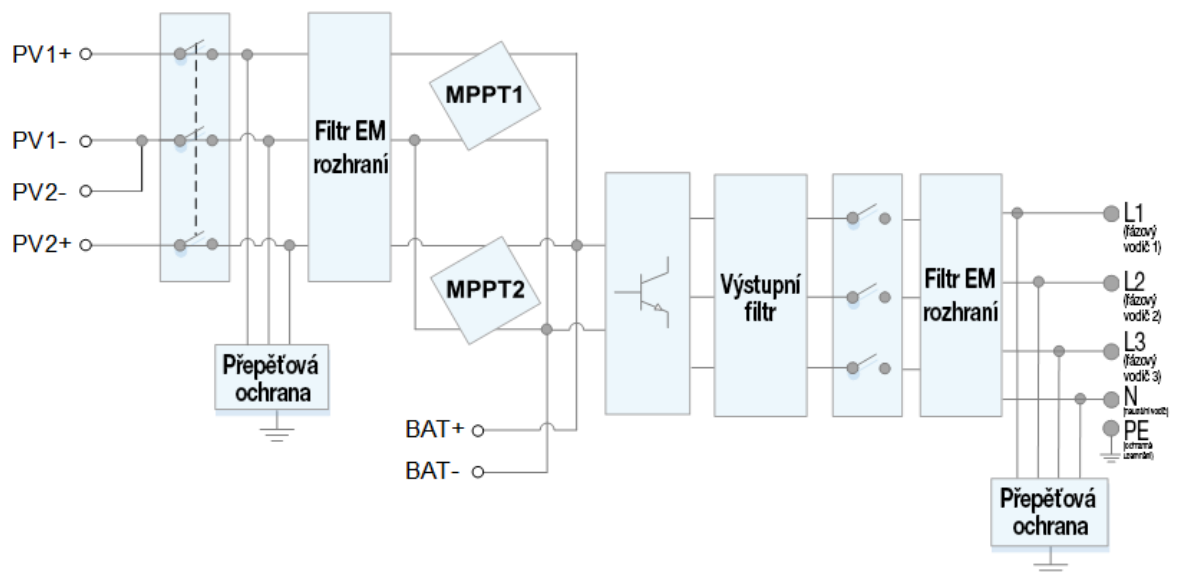 PV1+
PV1-
PV2-
PV2+
Filtr EM
rozhraní
MPPT1
MPPT2
Přepěťová
ochrana
BAT+
BAT-
Výstupní
filtr
Filtr EM
rozhraní
L1
(fázový
vodič 1)
L2
(fázový
vodič 2)
L3
(fázový
vodič 3)
N
PE
Přepěťová
ochrana